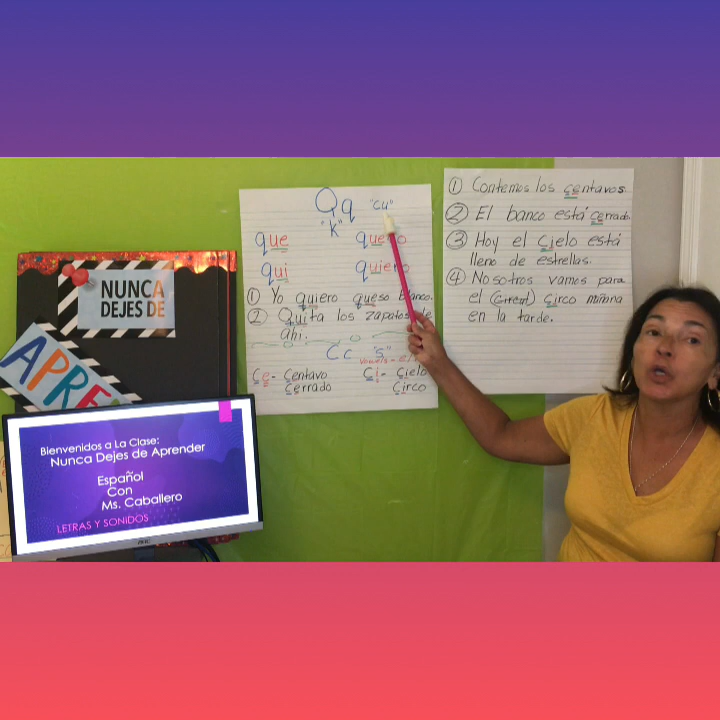 NUNCA
DEJES DE
APRE
Bienvenidos a La Clase:
Nunca Dejes de Aprender
Español
Con
Ms. Caballero
LETRAS Y SONIDOS
Qq "cu"
"K"
que
qui
① Yo quiero queso blanco.
② Quita los zapatos de
ahí.
Cc "S"
Vowels - e/i
Ce - Centavo
Cerrado
Ci - Cielo
Circo
① Contemos los centavos.
② El banco está cerrado.
③ Hoy el cielo está
lleno de estrellas.
④ Nosotros vamos para
el (Great) Circo mañana
en la tarde.